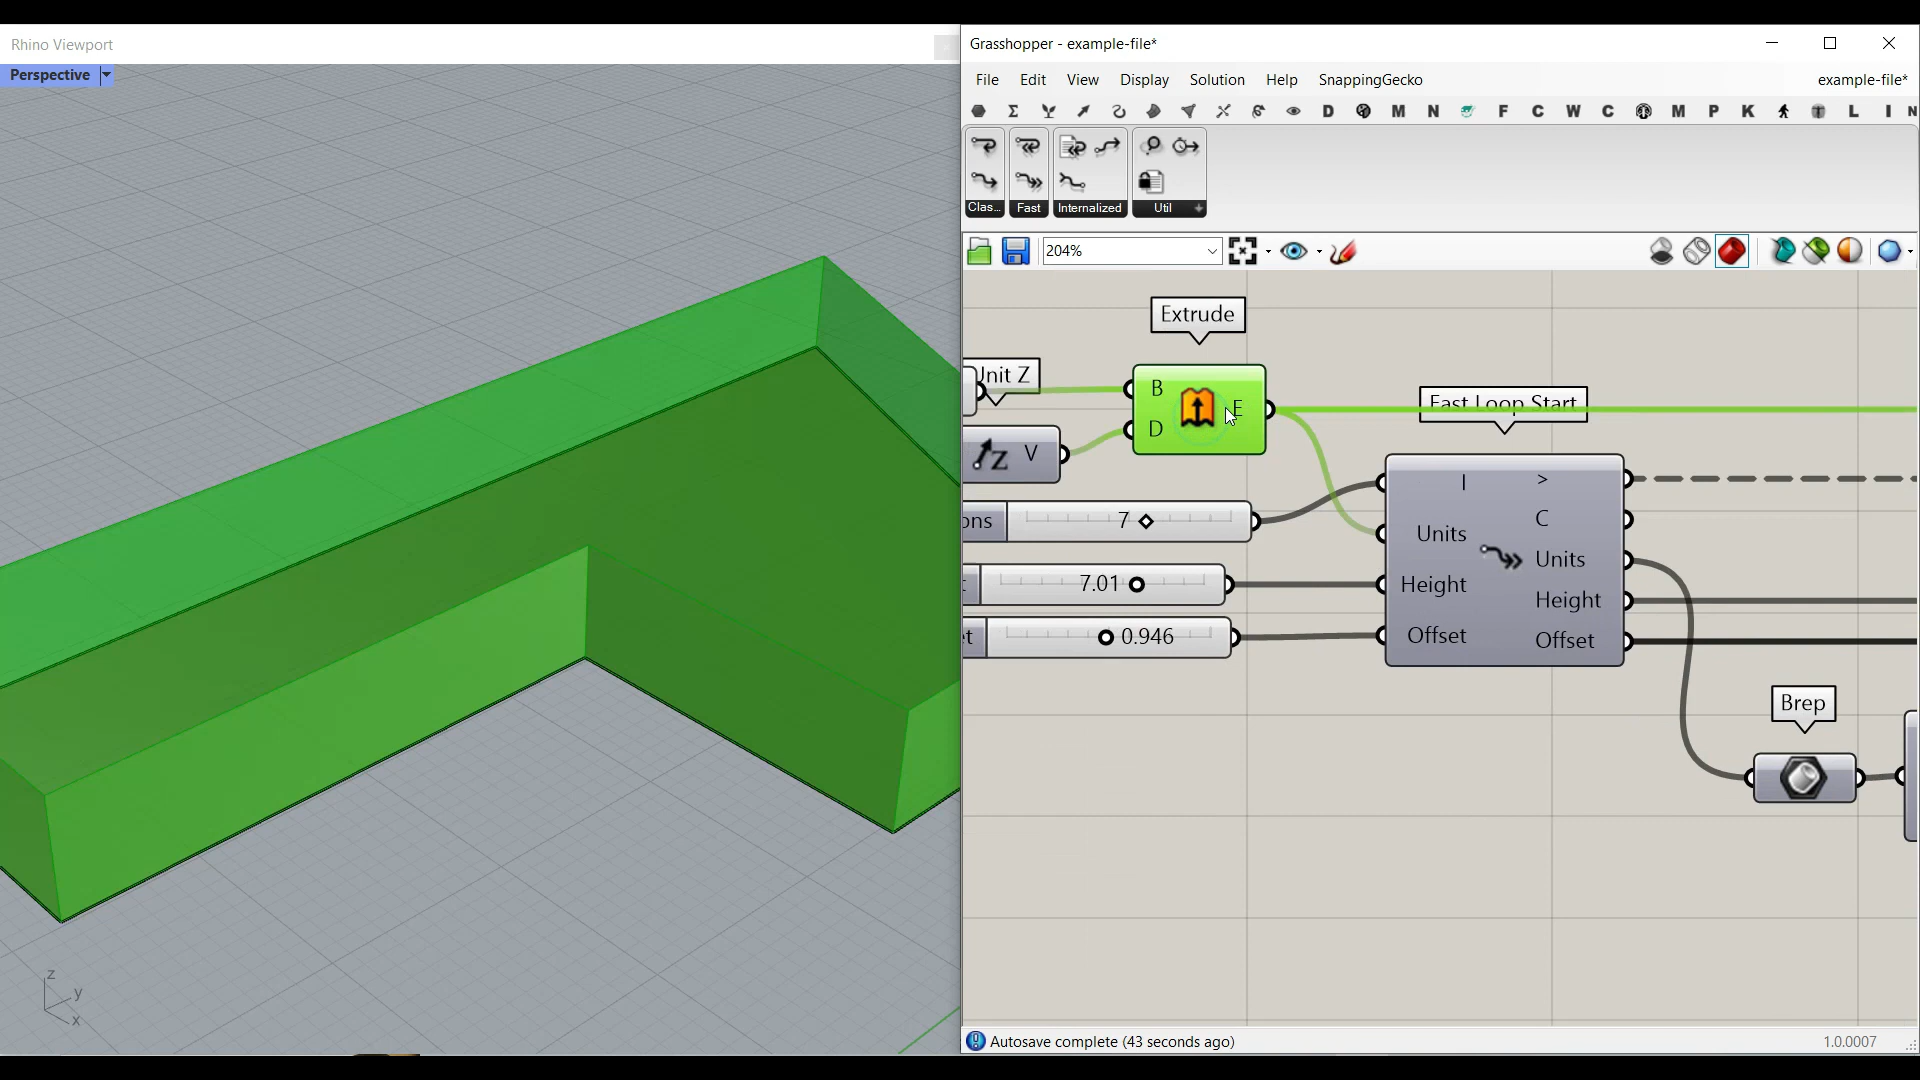 Rhino Viewport
Perspective
z
y
x
Grasshopper - example-file*
File Edit View Display Solution Help SnappingGecko example-file*
Σ D M N F C W C M P K L I N
Clas... Fast Internalized Util
204%
Extrude
Unit Z
B
E
D
V
Fast Loop Start
ons 7
7.01
et 0.946
I >
C
Units
Units
Height
Height
Offset
Offset
Brep
Autosave complete (43 seconds ago) 1.0.0007